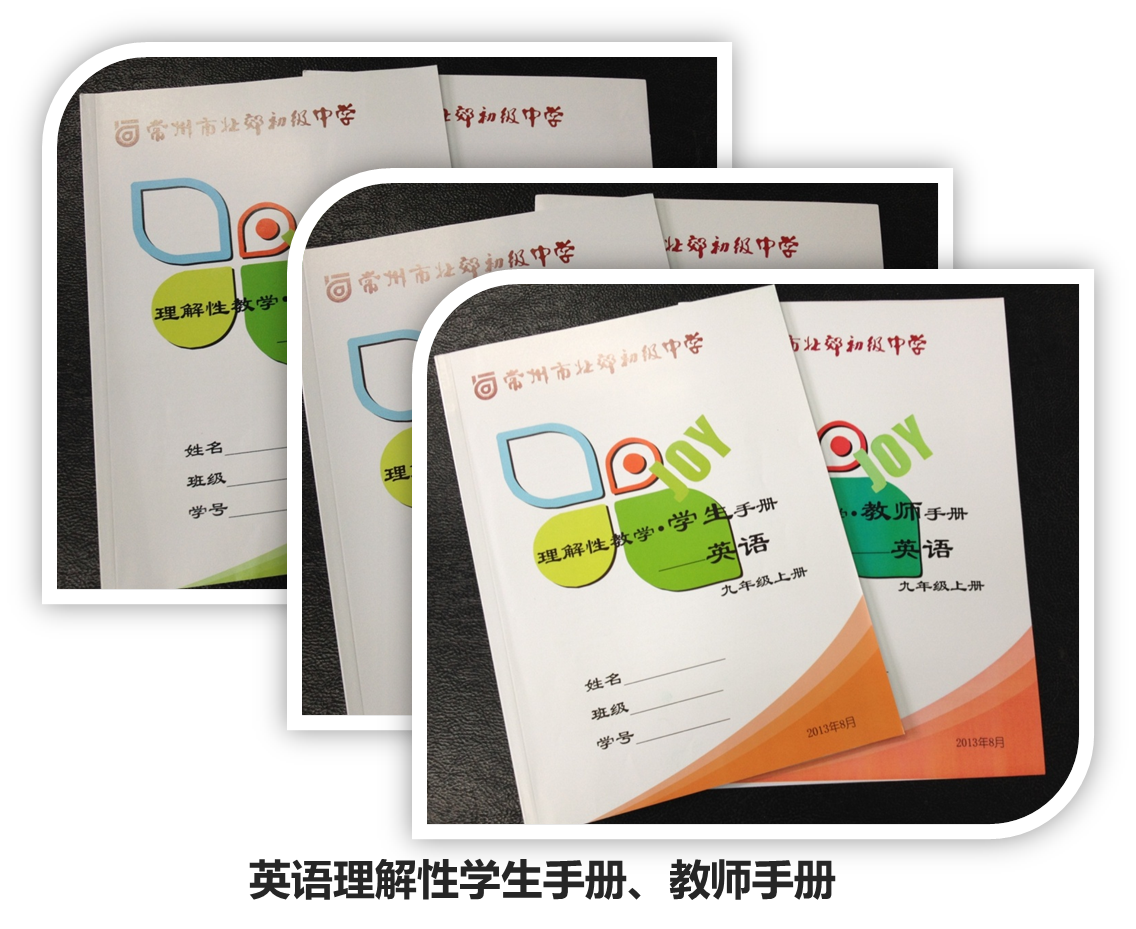 常州市北郊初级中学
北郊初级中学
理解性教学·
姓名
班级
学号
常州市北郊初级中学
北郊初级中学
理
常州市北郊初级中学
市北郊初级中学
JOY
理解性教学·学生手册
英语
九年级上册
姓名
班级
学号
2013年8月
JOY
·教师手册
英语
九年级上册
2013年8月
英语理解性学生手册、教师手册